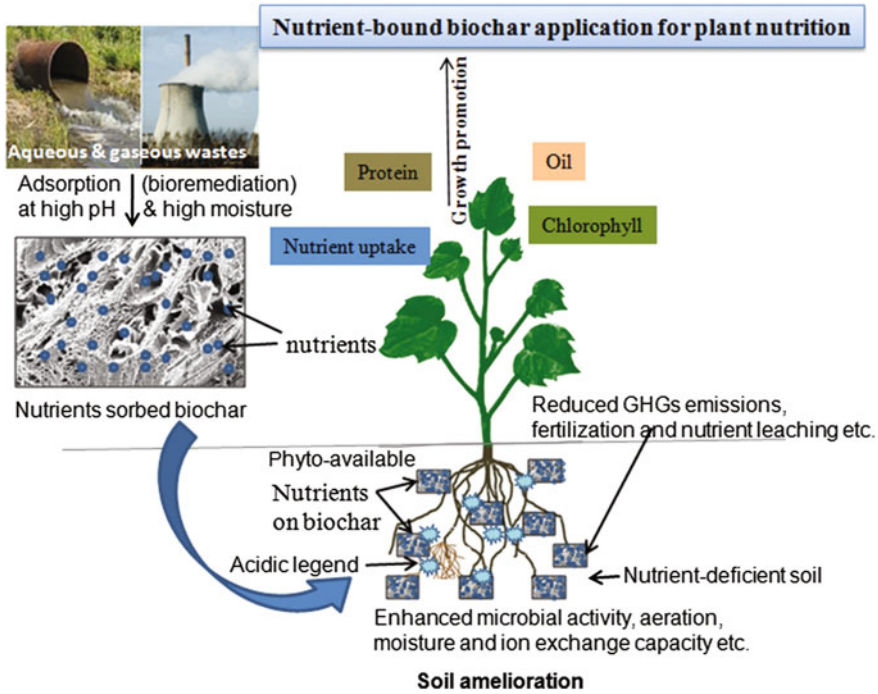 Nutrient-bound biochar application for plant nutrition
Aqueous & gaseous wastes
Adsorption (bioremediation)
at high pH & high moisture
nutrients
Nutrients sorbed biochar
Growth promotion
Protein
Oil
Nutrient uptake
Chlorophyll
Reduced GHGs emissions,
fertilization and nutrient leaching etc.
Phyto-available
Nutrients
on biochar
Acidic legend
Nutrient-deficient soil
Enhanced microbial activity, aeration,
moisture and ion exchange capacity etc.
Soil amelioration